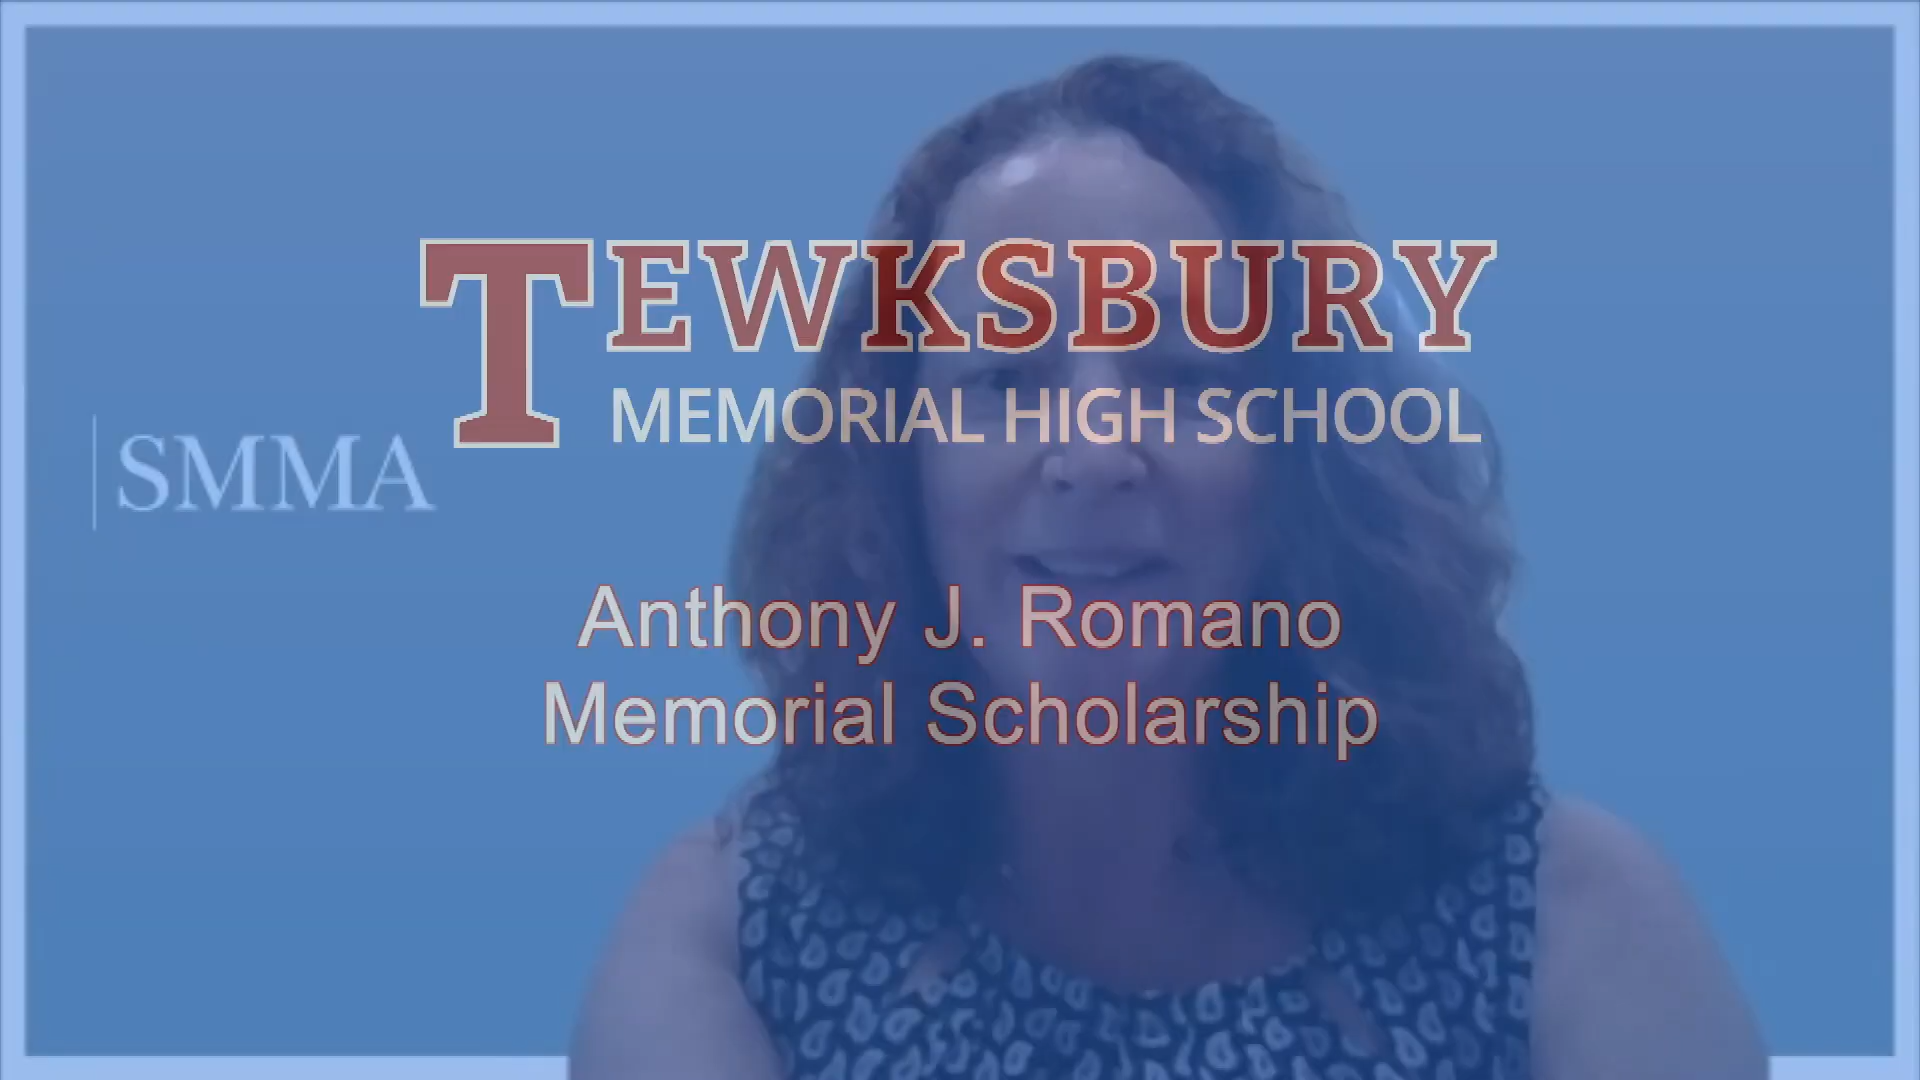 TEWKSBURY
MEMORIAL HIGH SCHOOL
SMMA
Anthony J. Romano
Memorial Scholarship